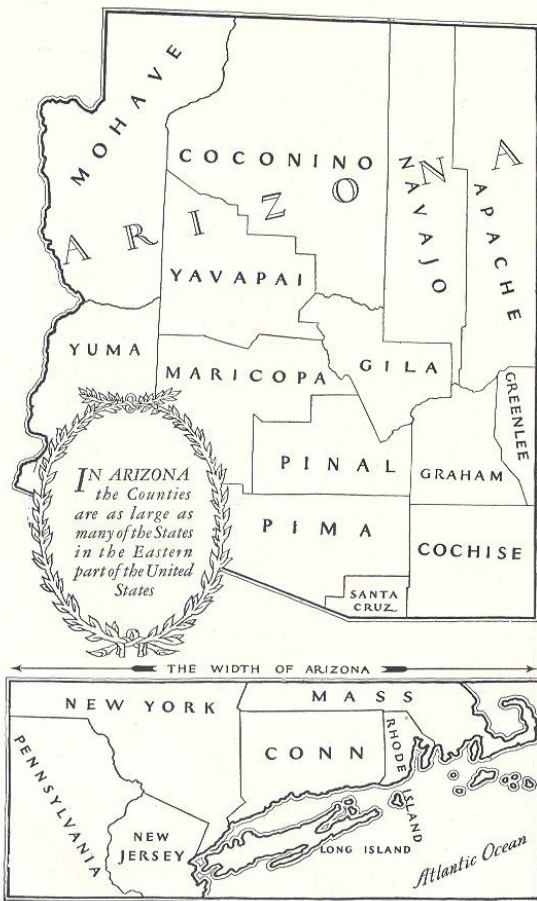 MOHAVE
COCONINO
NAVAJO
APACHE
ARIZONA
YAVAPAI
YUMA
MARICOPA
GILA
GREENLEE
PINAL
GRAHAM
PIMA
COCHISE
SANTA
CRUZ
IN ARIZONA
the Counties
are as large as
many of the States
in the Eastern
part of the United
States
THE WIDTH OF ARIZONA
NEW YORK
MASS
PENNSYLVANIA
CONN
RHODE ISLAND
NEW
JERSEY
LONG ISLAND
Atlantic Ocean